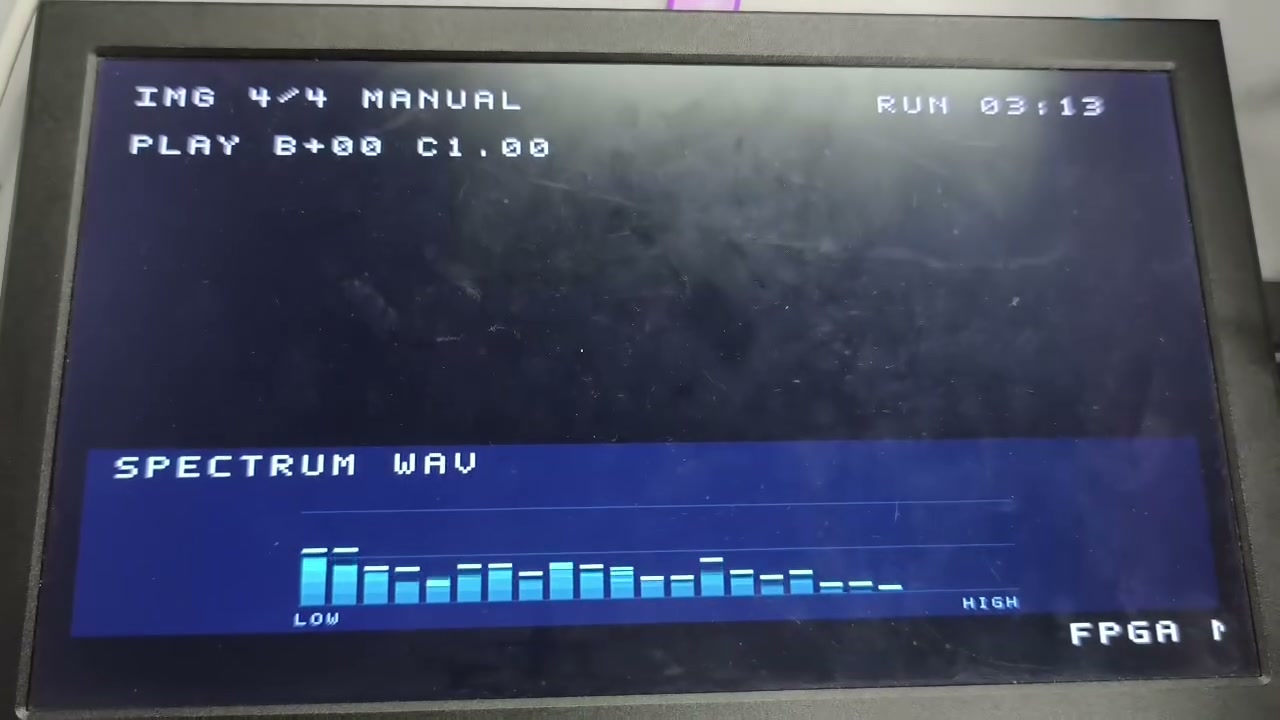 IMG 4/4 MANUAL
RUN 03:13
PLAY B+00 C1.00
SPECTRUM WAV
LOW
HIGH
FPGA